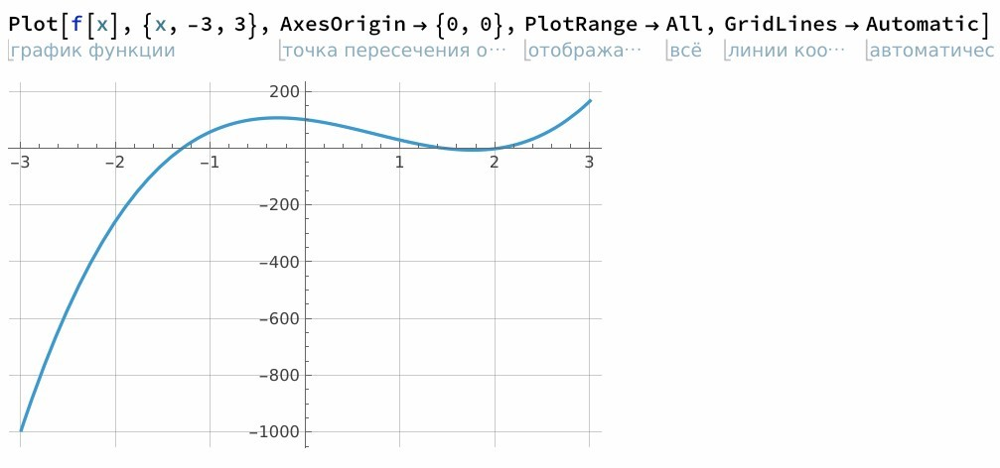 Plot[f[x], {x, -3, 3}, AxesOrigin → {0, 0}, PlotRange → All, GridLines → Automatic]
график функции точка пересечения о··· отобража··· всё линии коо··· автоматичес
200
-3 -2 -1 1 2 3
-200
-400
-600
-800
-1000